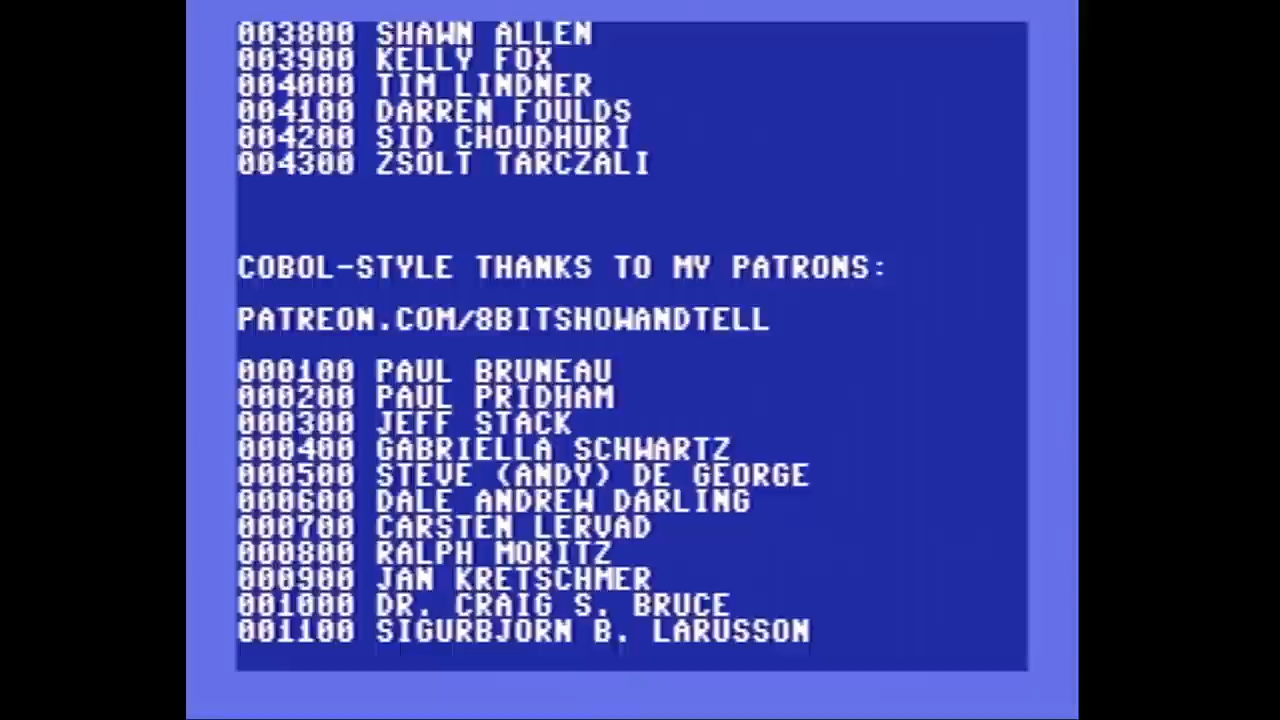 003800 SHAWN ALLEN
003900 KELLY FOX
004000 TIM LINDNER
004100 DARREN FOULDS
004200 SID CHOUDHURI
004300 ZSOLT TARCZALI
COBOL-STYLE THANKS TO MY PATRONS:
PATREON.COM/8BITSHOWANDTELL
000100 PAUL BRUNEAU
000200 PAUL PRIDHAM
000300 JEFF STACK
000400 GABRIELLA SCHWARTZ
000500 STEVE (ANDY) DE GEORGE
000600 DALE ANDREW DARLING
000700 CARSTEN LERVAD
000800 RALPH MORITZ
000900 JAN KRETSCHMER
001000 DR. CRAIG S. BRUCE
001100 SIGURBJORN B. LARUSSON